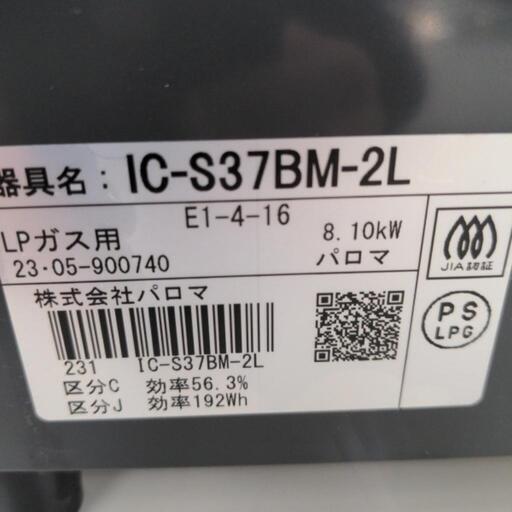 器具名：IC-S37BM-2L
E1-4-16
LPガス用 8.10kW
23·05-900740 パロマ
JIA認証
株式会社パロマ
PS
LPG
231 IC-S37BM-2L
区分C 効率56.3%
区分J 効率192Wh